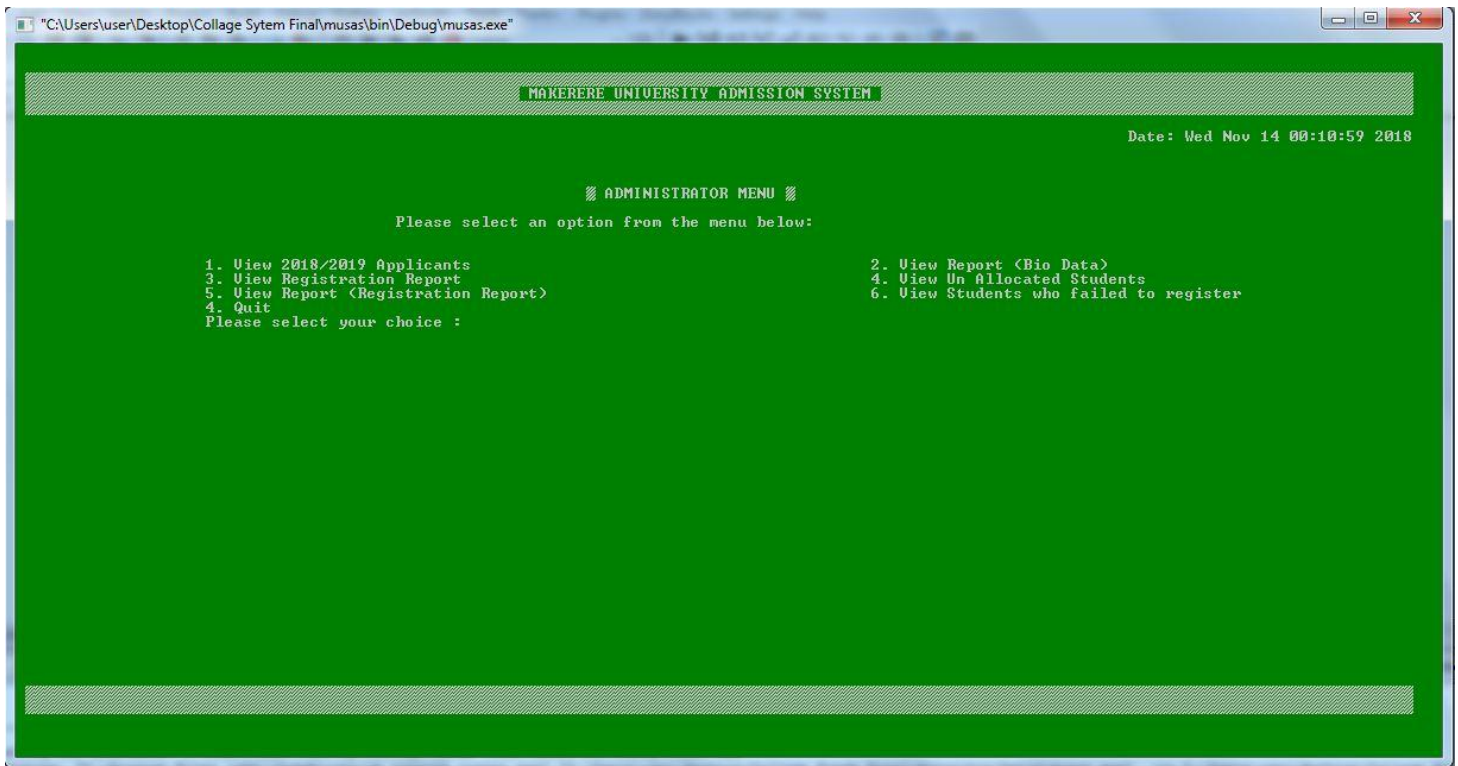 "C:\Users\user\Desktop\Collage Sytem Final\musas\bin\Debug\musas.exe"
MAKERERE UNIVERSITY ADMISSION SYSTEM
Date: Wed Nov 14 00:10:59 2018
ADMINISTRATOR MENU
Please select an option from the menu below:
1. View 2018/2019 Applicants 2. View Report (Bio Data)
3. View Registration Report 4. View Un Allocated Students
5. View Report (Registration Report) 6. View Students who failed to register
4. Quit
Please select your choice :